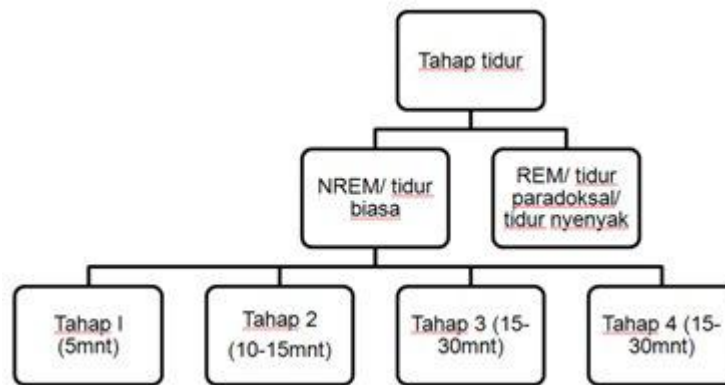 Tahap tidur
NREM/ tidur
biasa
REM/ tidur
paradoksal/
tidur nyenyak
Tahap I
(5mnt)
Tahap 2
(10-15mnt)
Tahap 3 (15-
30mnt)
Tahap 4 (15-
30mnt)